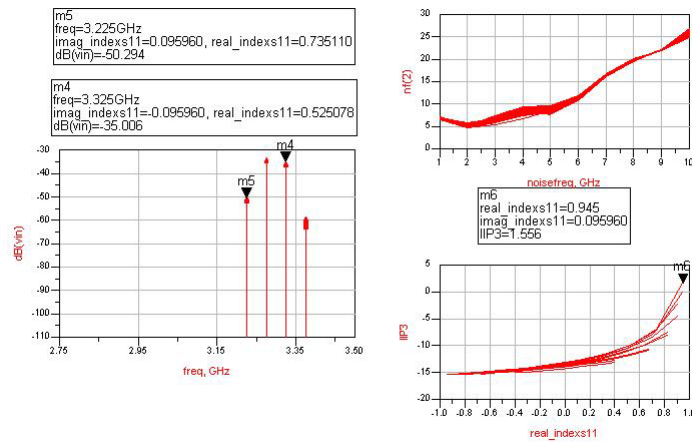 m5
freq=3.225GHz
imag_indexs11=0.095960, real_indexs11=0.735110
dB(vin)=-50.294
m4
freq=3.325GHz
imag_indexs11=-0.095960, real_indexs11=0.525078
dB(vin)=-35.006
-30
-40
-50
-60
-70
-80
-90
-100
-110
dB(vin)
m5
m4
2.75
2.95
3.15
3.35
3.50
freq, GHz
30
25
20
15
10
5
0
nf(2)
1
2
3
4
5
6
7
8
9
10
noisefreq, GHz
m6
real_indexs11=0.945
imag_indexs11=0.095960
IIP3=1.556
5
0
-5
-10
-15
-20
IIP3
m6
-1.0
-0.8
-0.6
-0.4
-0.2
0.0
0.2
0.4
0.6
0.8
1.0
real_indexs11